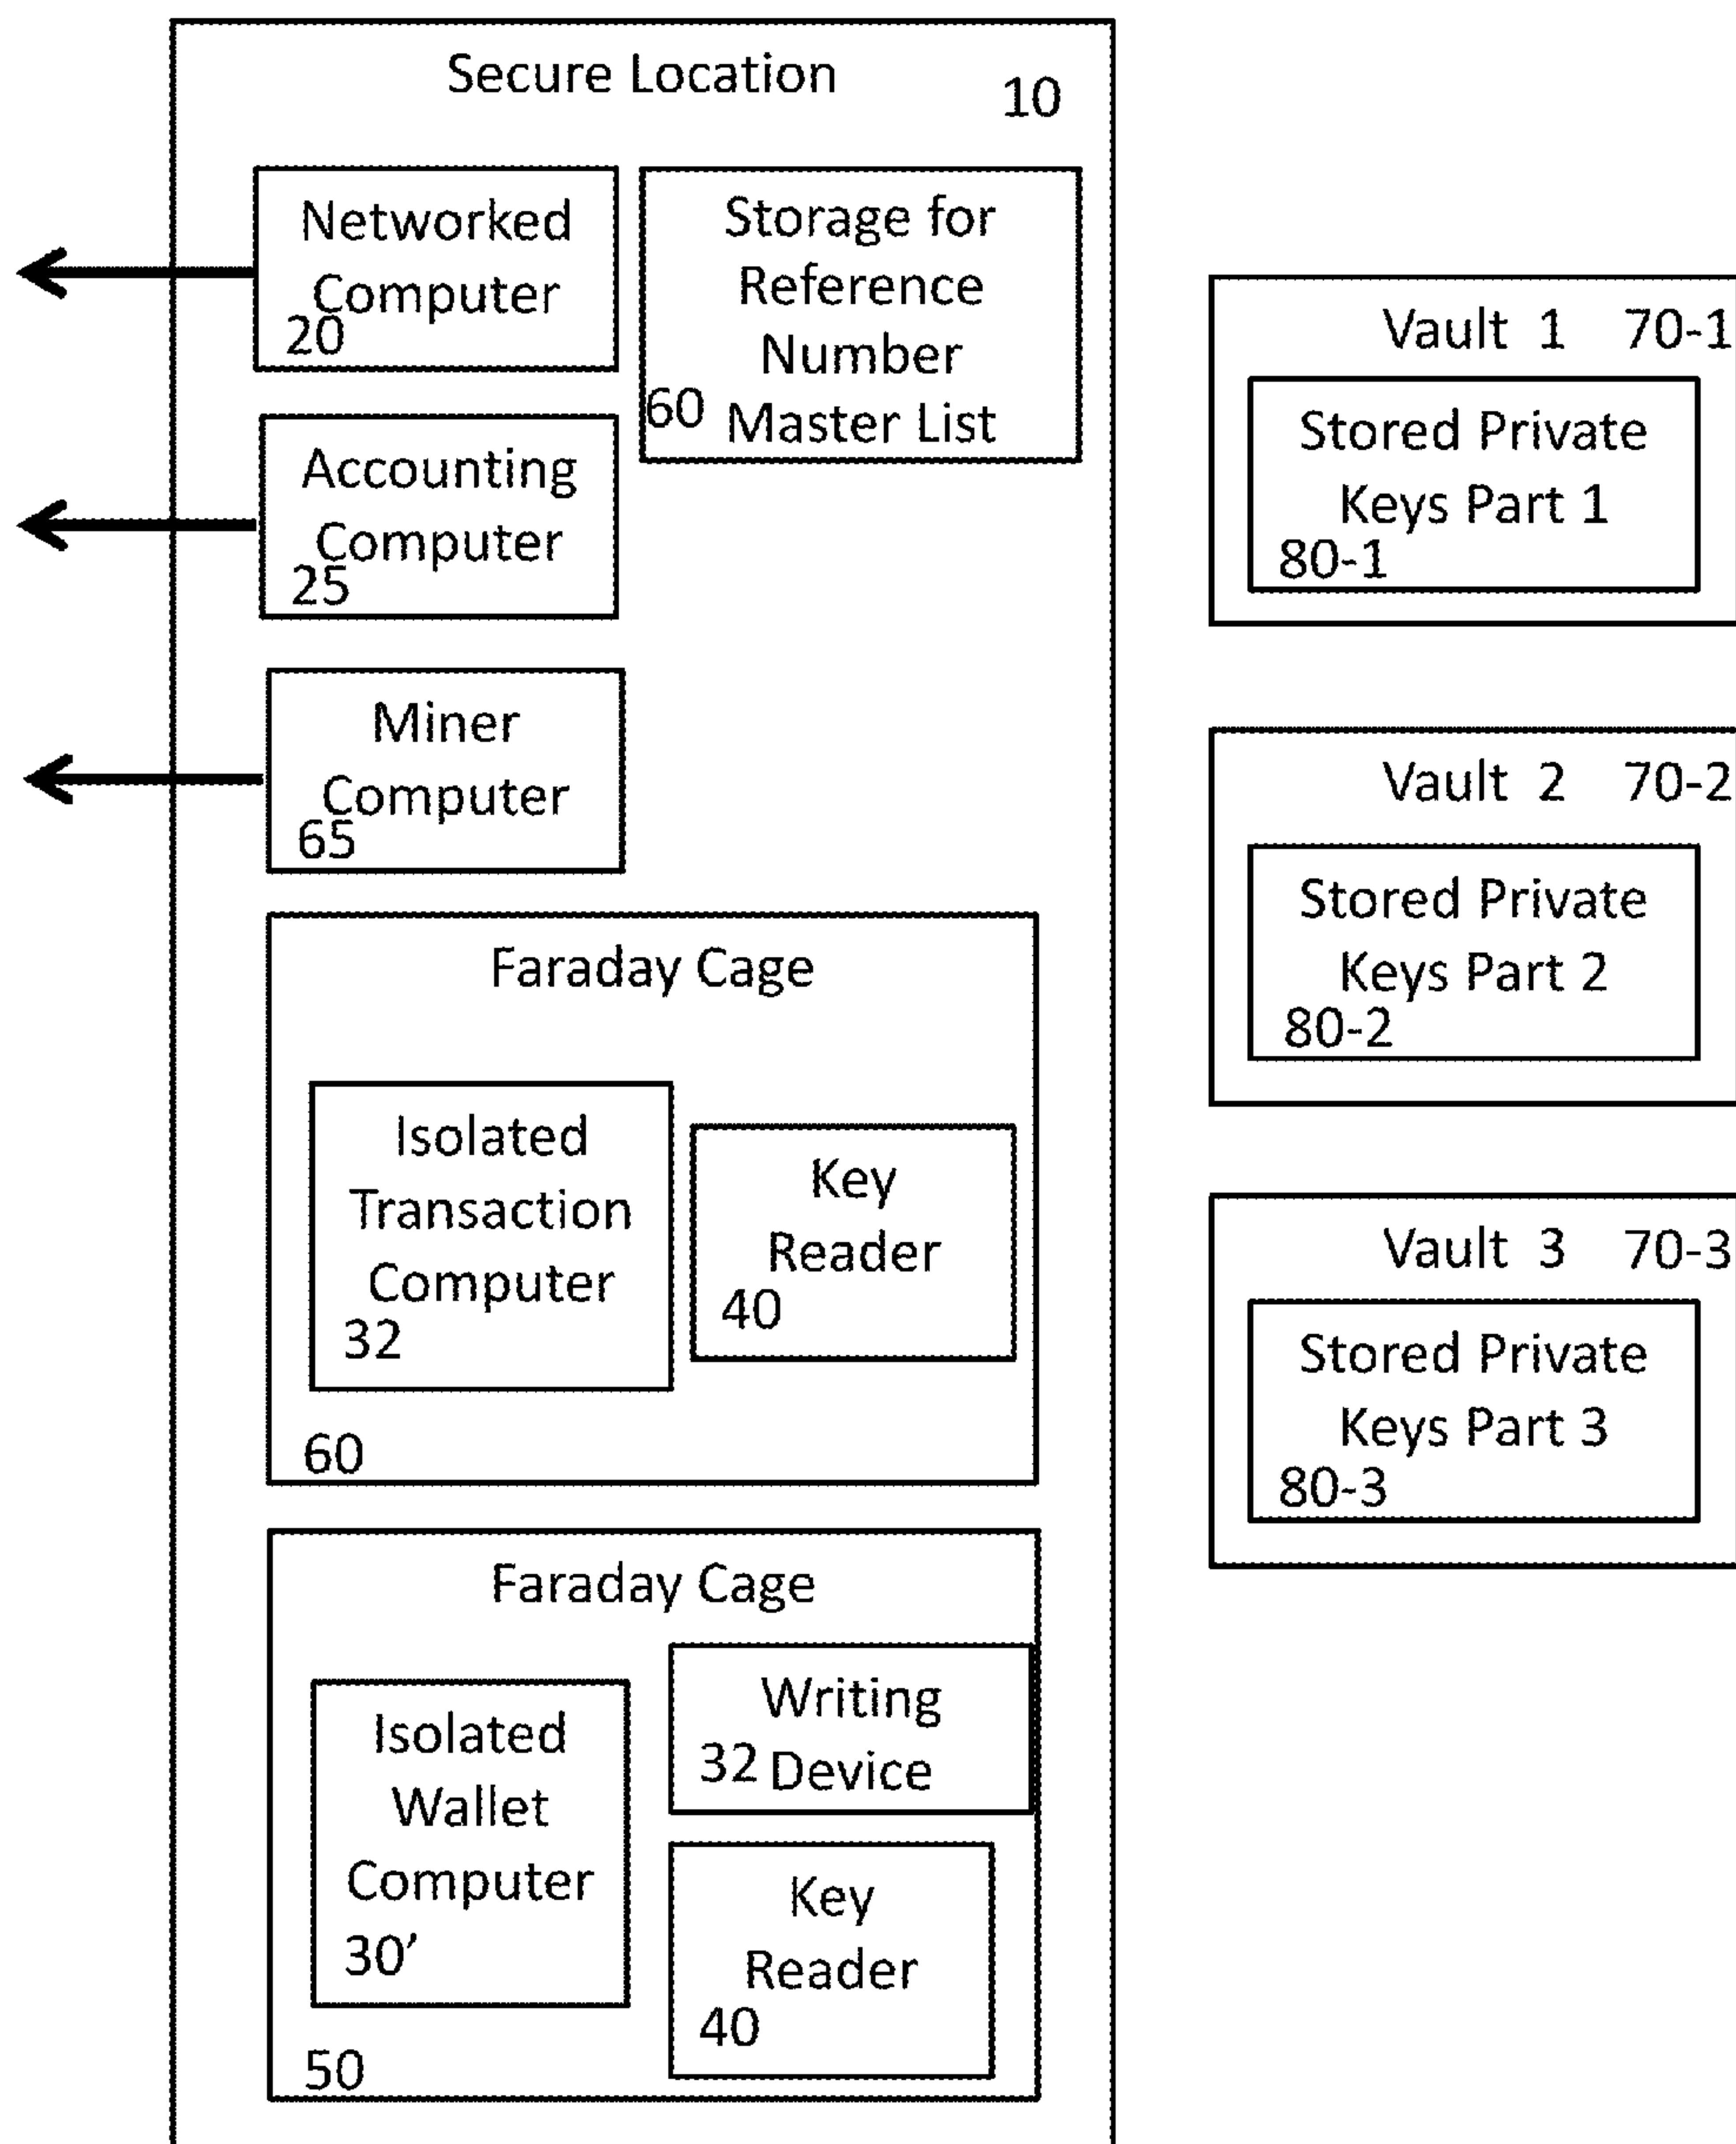 Secure Location
10
Networked
Computer
20
Storage for
Reference
Number
60 Master List
Accounting
Computer
25
Miner
Computer
65
Faraday Cage
Isolated
Transaction
Computer
32
Key
Reader
40
60
Faraday Cage
Isolated
Wallet
Computer
30’
Writing
32 Device
Key
Reader
40
50
Vault 1 70-1
Stored Private
Keys Part 1
80-1
Vault 2 70-2
Stored Private
Keys Part 2
80-2
Vault 3 70-3
Stored Private
Keys Part 3
80-3